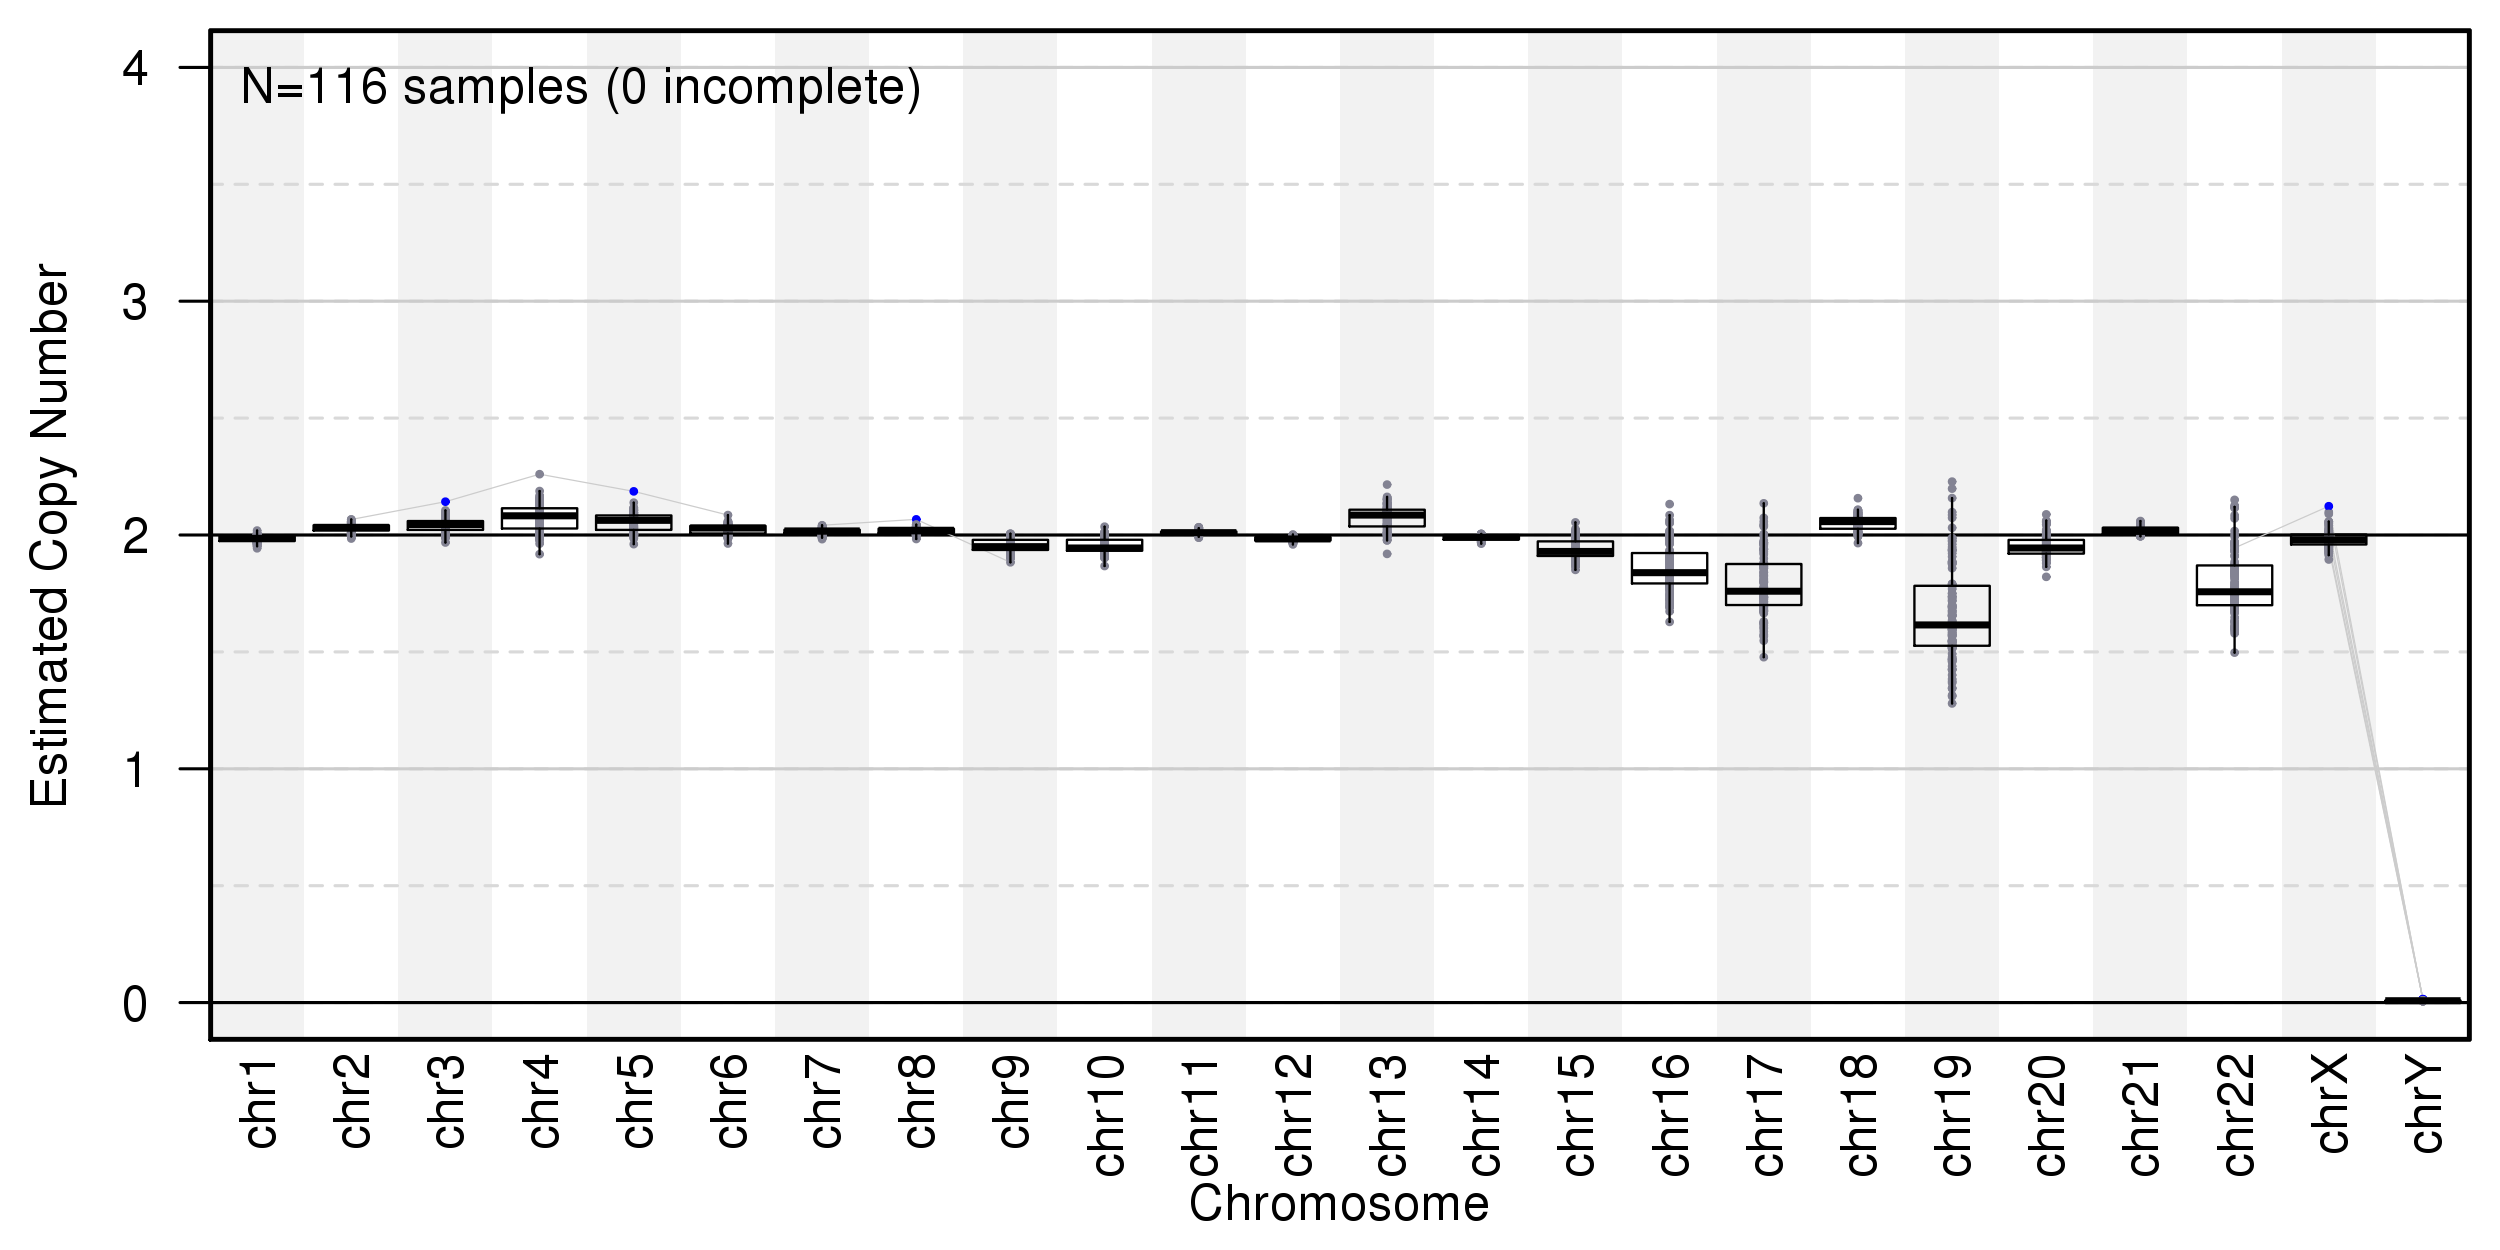 N=116 samples (0 incomplete)
Estimated Copy Number
4
3
2
1
0
chr1
chr2
chr3
chr4
chr5
chr6
chr7
chr8
chr9
chr10
chr11
chr12
chr13
chr14
chr15
chr16
chr17
chr18
chr19
chr20
chr21
chr22
chrX
chrY
Chromosome